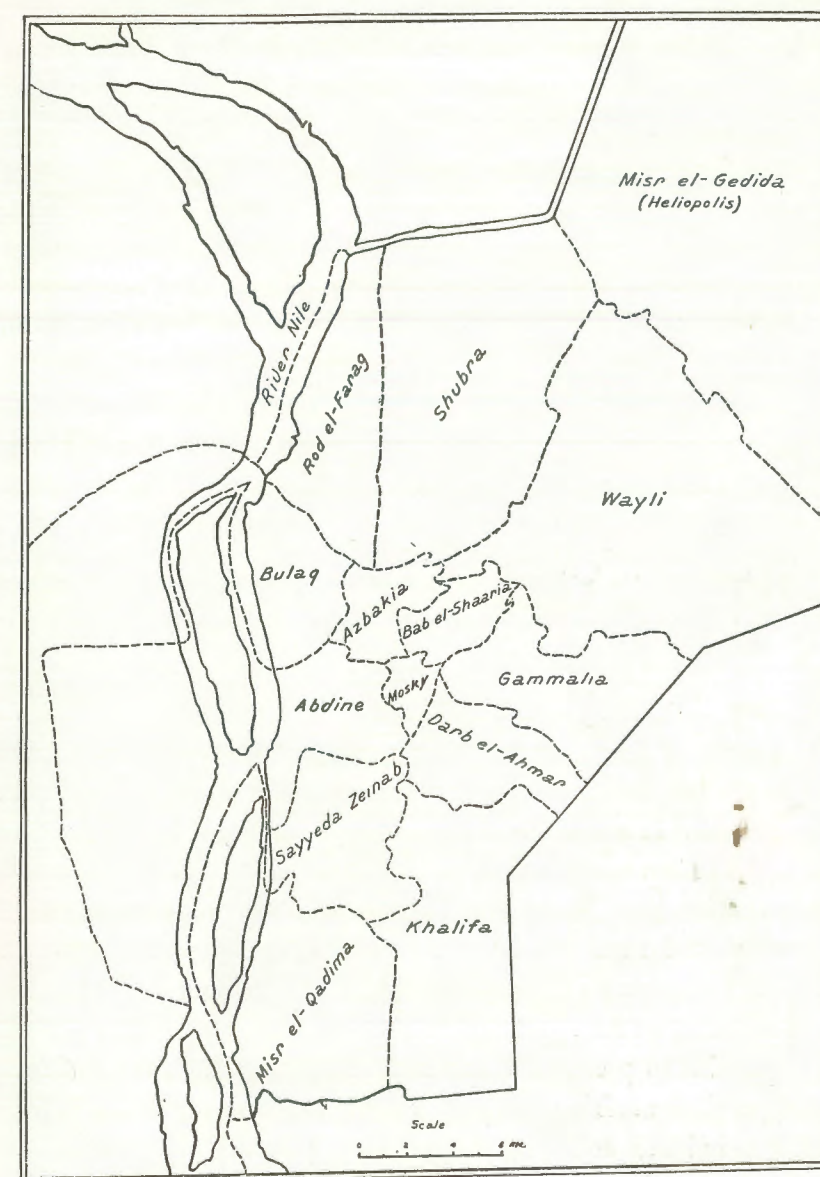 Misr el-Gedida
(Heliopolis)
River Nile
Rod el-Farag
Shubra
Wayli
Bulaq
Azbakia
Bab el-Shaaria
Mosky
Gammalia
Abdine
Darb el-Ahmar
Sayyeda Zeinab
Khalifa
Misr el-Qadima
Scale
0 2 4 6 mi.